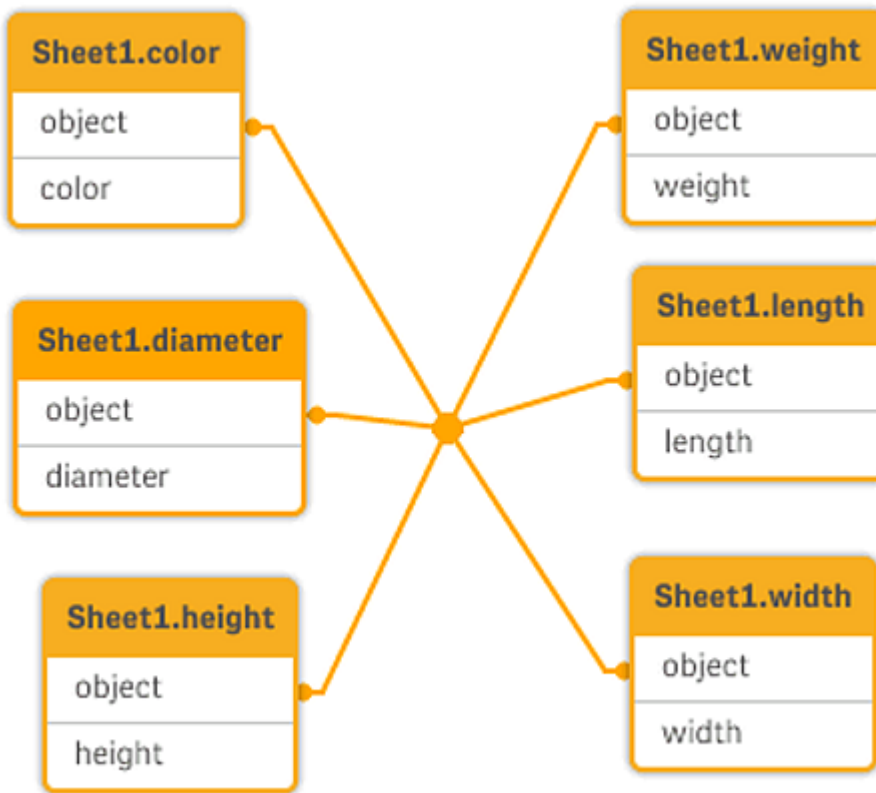 Sheet1.color
object
color
Sheet1.weight
object
weight
Sheet1.diameter
object
diameter
Sheet1.length
object
length
Sheet1.height
object
height
Sheet1.width
object
width